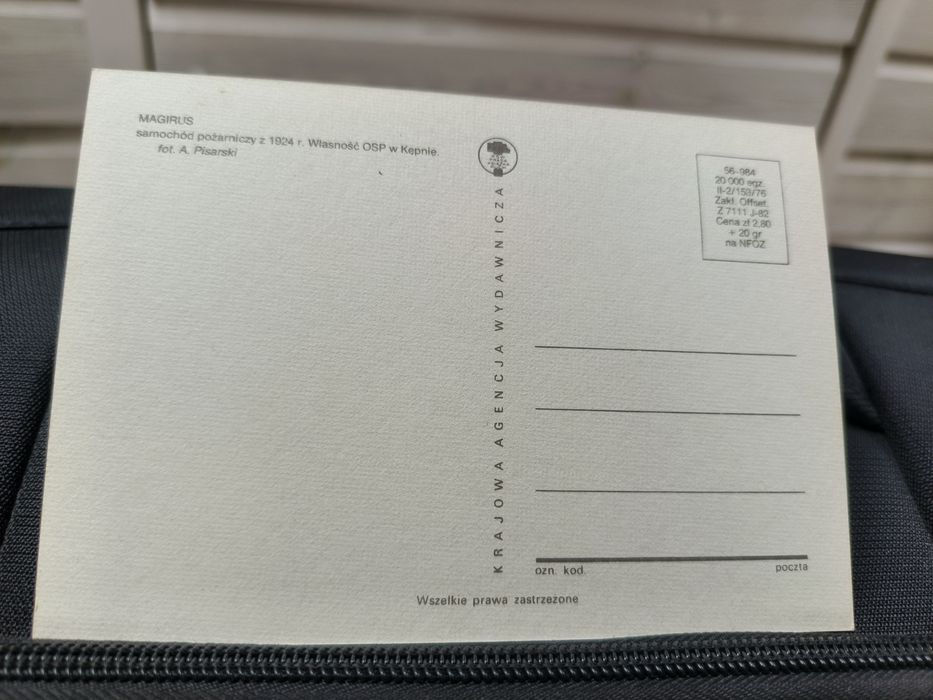 MAGIRUS
samochód pożarniczy z 1924 r. Własność OSP w Kępnie.
fot. A. Pisarski
KRAJOWA AGENCJA WYDAWNICZA
56-984
20 000 egz.
II-2/153/76
Zakł. Offset.
Z 7111 J-82
Cena zł 2,80
+ 20 gr
na NFOZ
ozn. kod.
poczta
Wszelkie prawa zastrzeżone